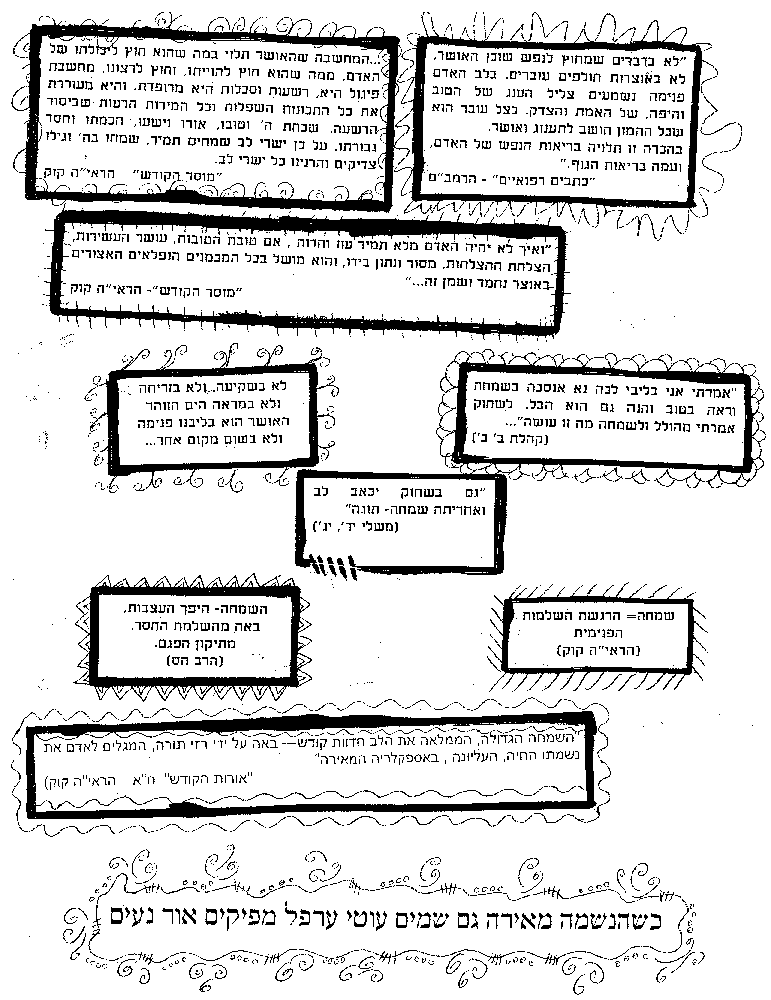 ״לא בדברים שמחוץ לנפש שוכן האושר,
לא באוצרות חולפים עוברים. בלב האדם
פנימה נשמעים צליל הענג של הטוב
והיפה, של האמת והצדק. כצל עובר הוא
שכל ההמון חושב לתענוג ואושר.
בהכרה זו תלויה בריאות הנפש של האדם,
ועמה בריאות הגוף.״
״כתבים רפואיים״ - הרמב״ם
...המחשבה שהאושר תלוי במה שהוא חוץ ליכולתו של
האדם, ממה שהוא חוץ להוייתו, וחוץ לרצונו, מחשבת
פיגול היא, רשעות וסכלות היא מרופדת. והיא מעוררת
את כל התכונות השפלות וכל המידות הרעות שביסוד
הרשעה. שכחת ה׳ וטובו, אורו וישעו, חכמתו וחסד
גבורתו. על כן ישרי לב שמחים תמיד, שמחו בה׳ וגילו
צדיקים והרנינו כל ישרי לב.
״מוסר הקודש״ הראי״ה קוק
״ואיך לא יהיה האדם מלא תמיד עוז וחדוה , אם טובת הטובות, עושר העשירות,
הצלחת ההצלחות, מסור ונתון בידו, והוא מושל בכל המכמנים הנפלאים האצורים
באוצר נחמד ושמן זה...״
״מוסר הקודש״- הראי״ה קוק
"אמרתי אני בליבי לכה נא אנסכה בשמחה
וראה בטוב והנה גם הוא הבל. לשחוק
אמרתי מהולל ולשמחה מה זו עושה״...
(קהלת ב׳ ב׳)
לא בשקיעה, ולא בזריחה
ולא במראה הים הזוהר
האושר הוא בליבנו פנימה
ולא בשום מקום אחר...
״גם בשחוק יכאב לב
ואחריתה שמחה- תוגה״
(משלי יד׳, יג׳)
שמחה= הרגשת השלמות
הפנימית
(הראי״ה קוק)
השמחה- היפך העצבות,
באה מהשלמת החסר.
מתיקון הפגם.
(הרב הס)
"השמחה הגדולה, הממלאה את הלב חדוות קודש--- באה על ידי רזי תורה, המגלים לאדם את
נשמתו החיה, העליונה , באספקלריה המאירה"
"אורות הקודש" ח"א הראי"ה קוק)
כשהנשמה מאירה גם שמים עוטי ערפל מפיקים אור נעים